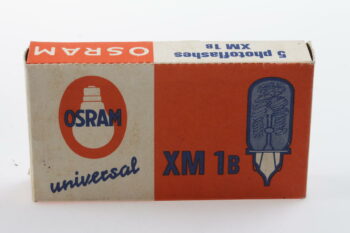 OSRAM
5 photoflashes
XM 1B
OSRAM
universal
XM 1B